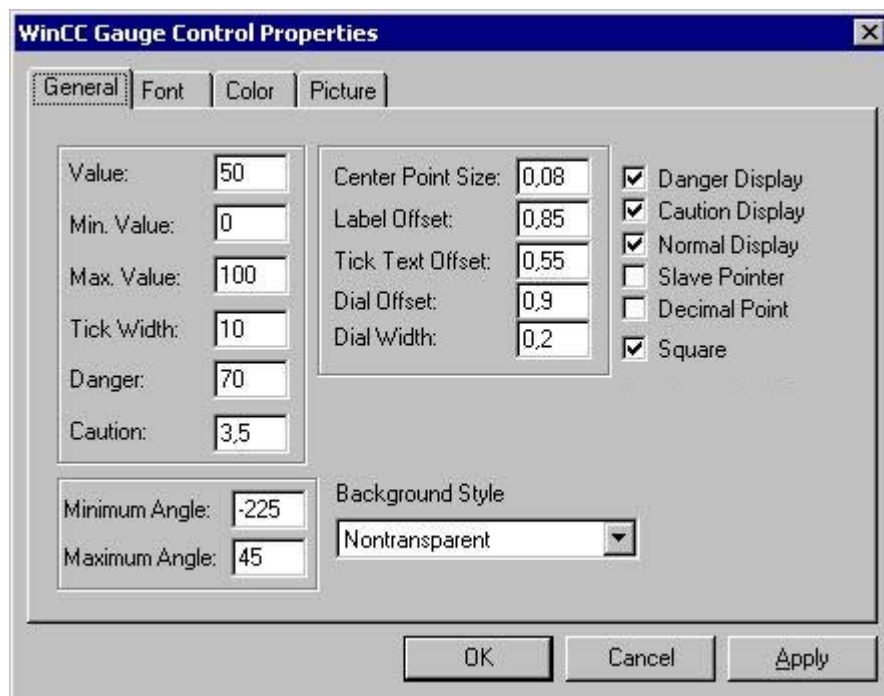 WinCC Gauge Control Properties
General Font Color Picture
Value: 50
Min. Value: 0
Max. Value: 100
Tick Width: 10
Danger: 70
Caution: 3,5
Center Point Size: 0,08
Label Offset: 0,85
Tick Text Offset: 0,55
Dial Offset: 0,9
Dial Width: 0,2
Danger Display
Caution Display
Normal Display
Slave Pointer
Decimal Point
Square
Minimum Angle: -225
Maximum Angle: 45
Background Style
Nontransparent
OK Cancel Apply